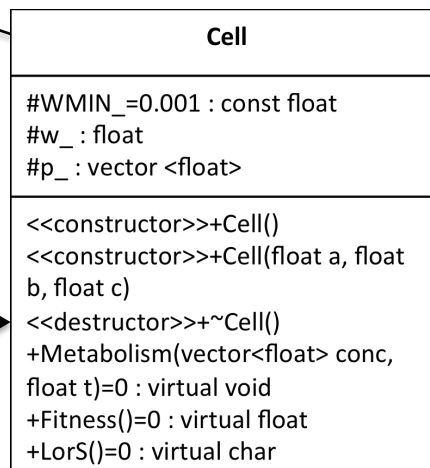 Cell
#WMIN_=0.001 : const float
#w_ : float
#p_ : vector <float>
<<constructor>>+Cell()
<<constructor>>+Cell(float a, float
b, float c)
<<destructor>>+~Cell()
+Metabolism(vector<float> conc,
float t)=0 : virtual void
+Fitness()=0 : virtual float
+LorS()=0 : virtual char